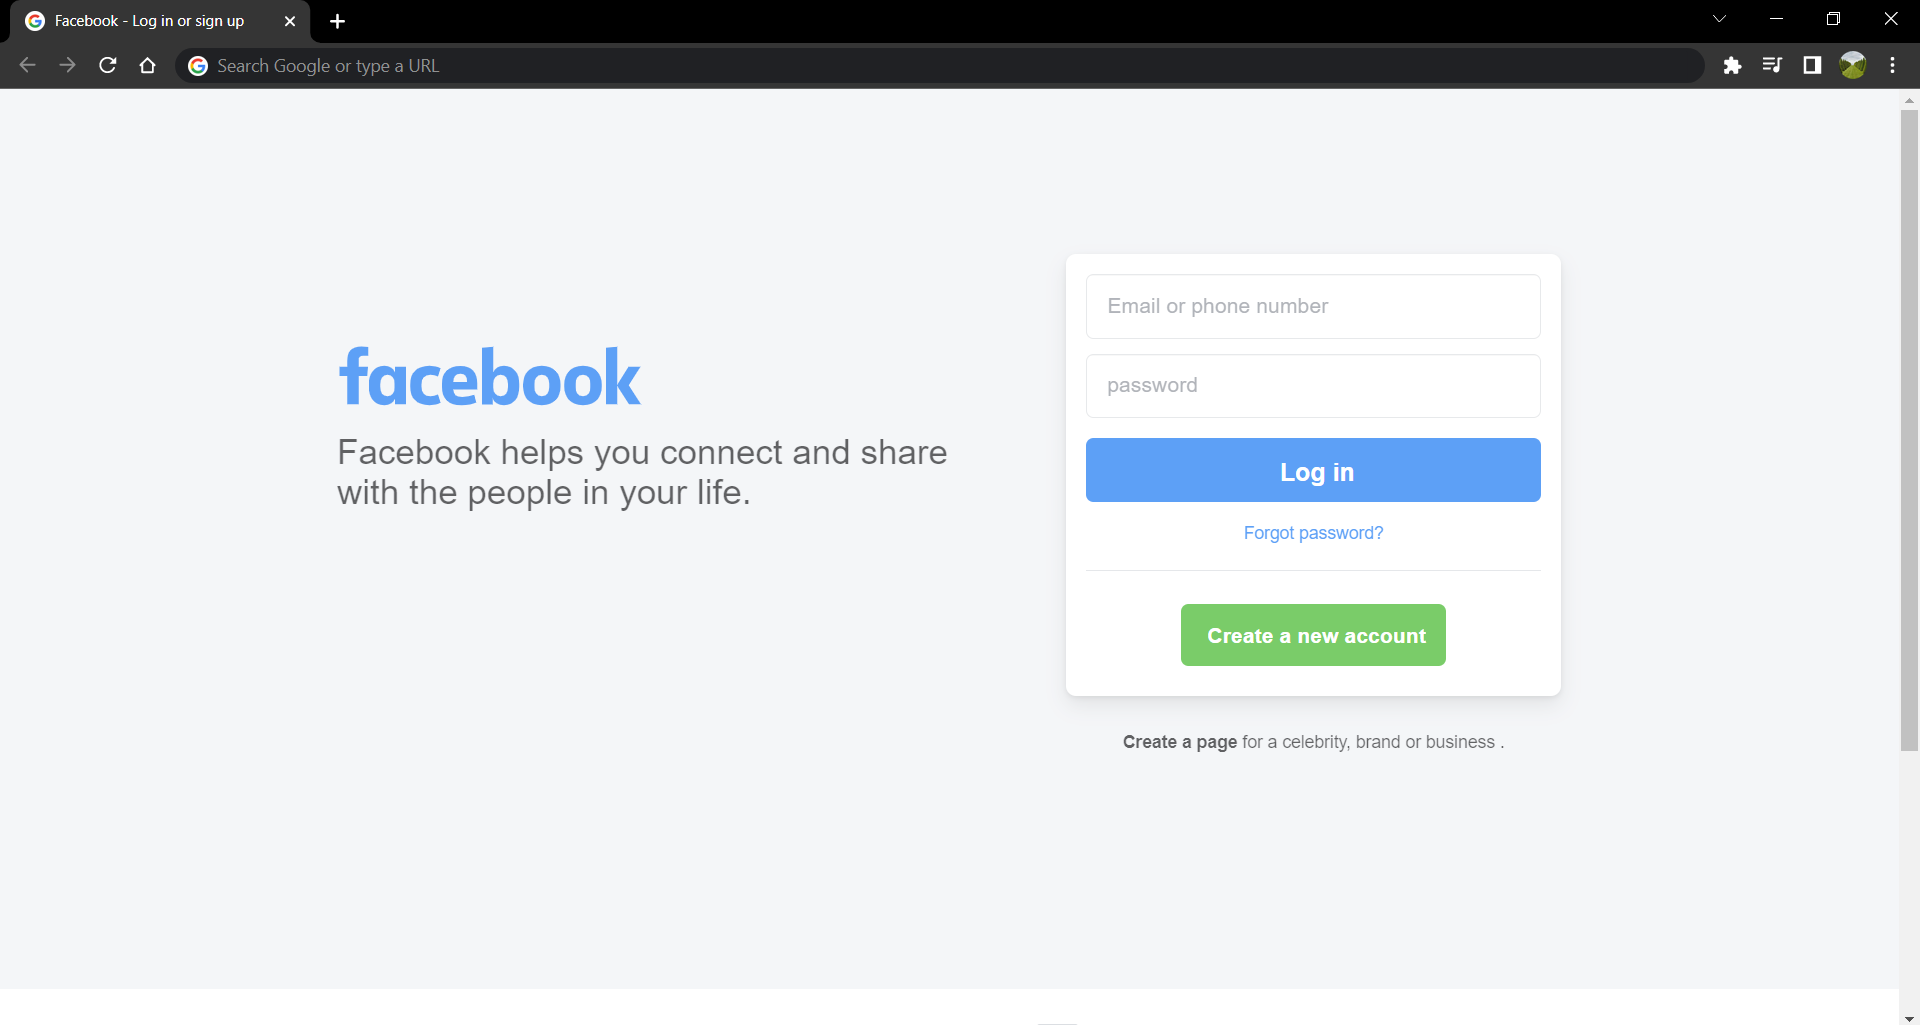 Facebook - Log in or sign up
Search Google or type a URL
facebook
Facebook helps you connect and share
with the people in your life.
Email or phone number
password
Log in
Forgot password?
Create a new account
Create a page for a celebrity, brand or business .